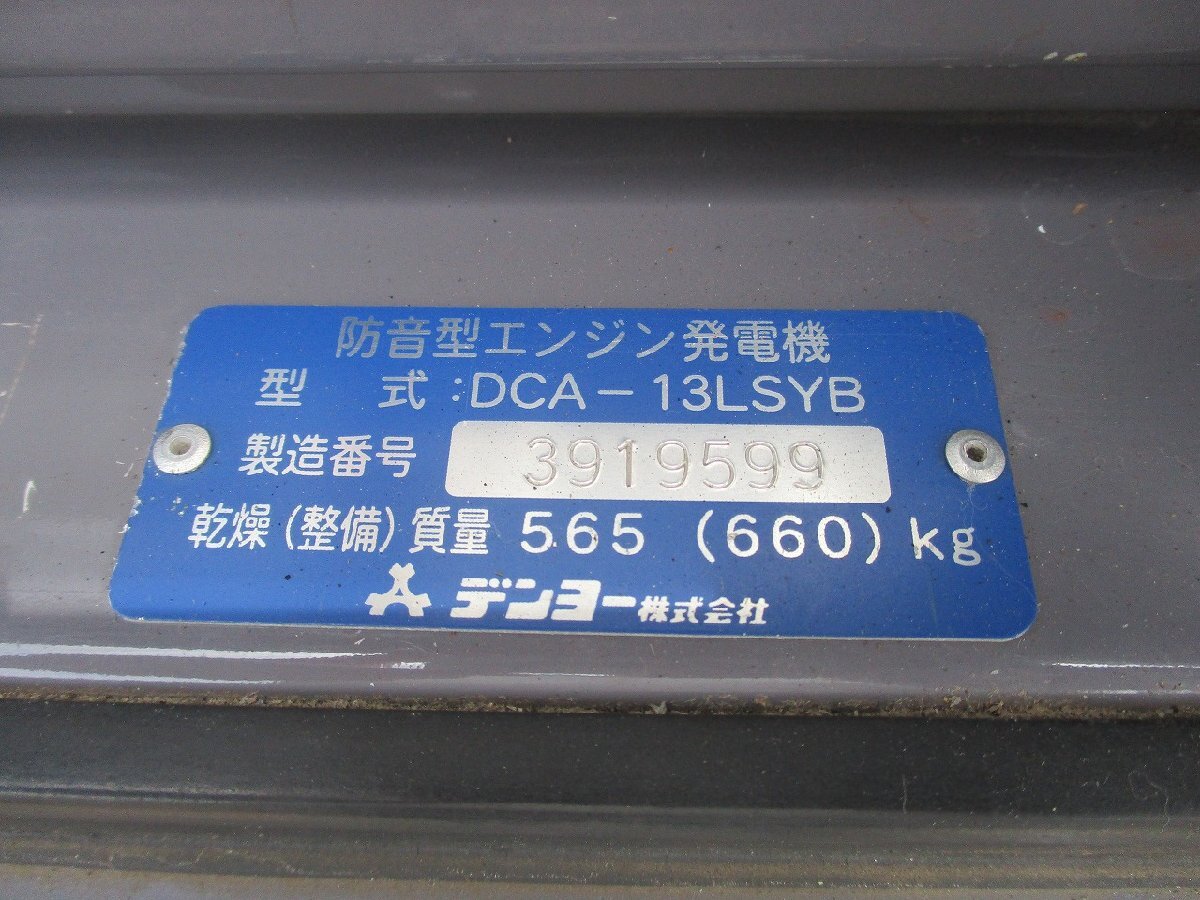 防音型エンジン発電機
型 式:DCA-13LSYB
製造番号 3919599
乾燥(整備)質量 565 (660)kg
デンヨー株式会社